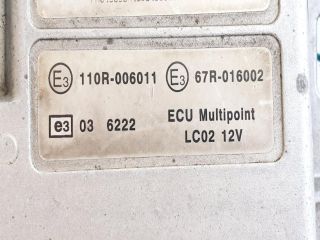 E3 110R-006011 E3 67R-016002
e3 03 6222 ECU Multipoint
LC02 12V